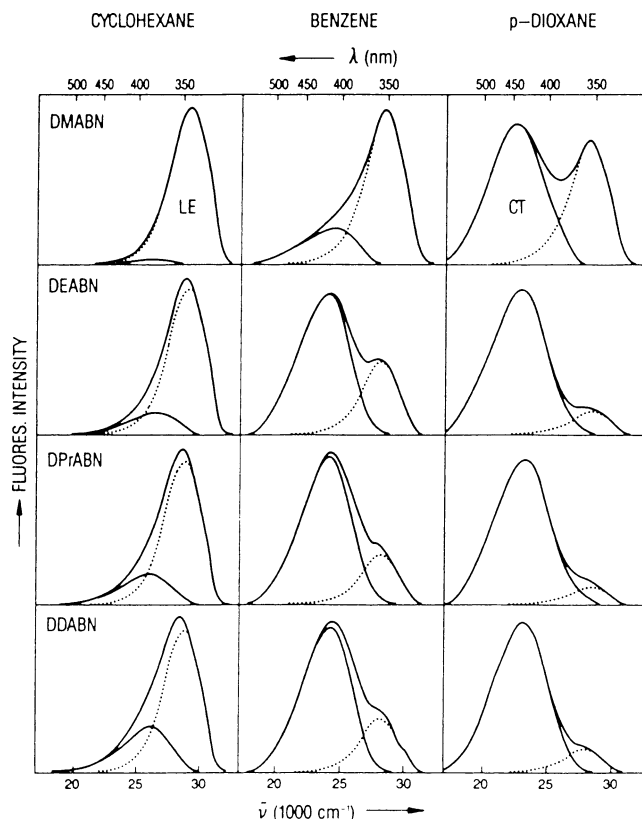 CYCLOHEXANE BENZENE p–DIOXANE
← λ (nm)
500 450 400 350 500 450 400 350 500 450 400 350
DMABN
LE
CT
DEABN
DPrABN
DDABN
→ FLUORES. INTENSITY
20 25 30 25 30 20 25 30
ν̄ (1000 cm⁻¹) →